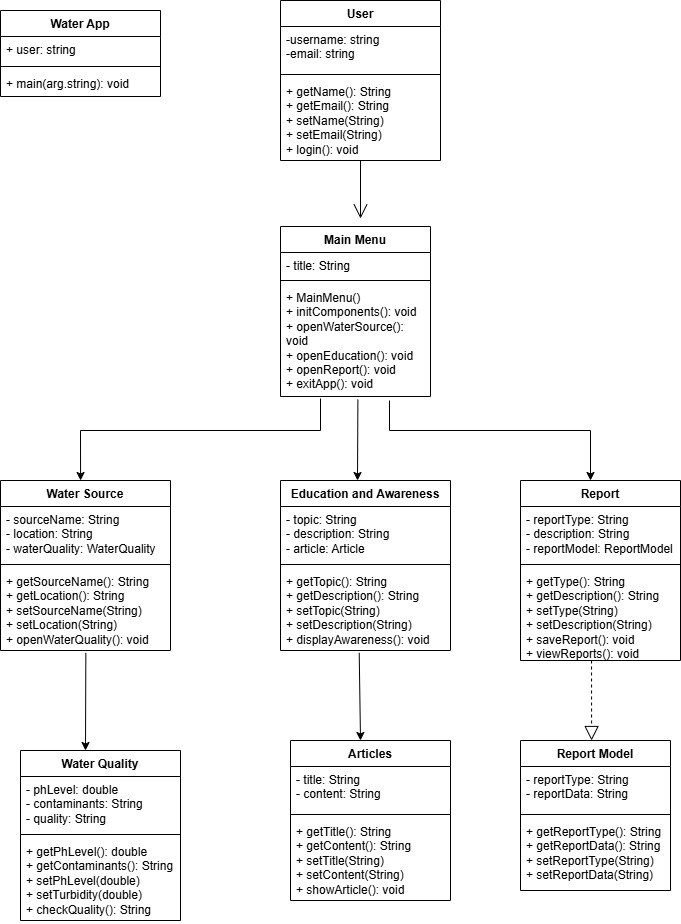 Water App
+ user: string
+ main(arg.string): void
User
-username: string
-email: string
+ getName(): String
+ getEmail(): String
+ setName(String)
+ setEmail(String)
+ login(): void
Main Menu
- title: String
+ MainMenu()
+ initComponents(): void
+ openWaterSource():
void
+ openEducation(): void
+ openReport(): void
+ exitApp(): void
Water Source
- sourceName: String
- location: String
- waterQuality: WaterQuality
+ getSourceName(): String
+ getLocation(): String
+ setSourceName(String)
+ setLocation(String)
+ openWaterQuality(): void
Education and Awareness
- topic: String
- description: String
- article: Article
+ getTopic(): String
+ getDescription(): String
+ setTopic(String)
+ setDescription(String)
+ displayAwareness(): void
Report
- reportType: String
- description: String
- reportModel: ReportModel
+ getType(): String
+ getDescription(): String
+ setType(String)
+ setDescription(String)
+ saveReport(): void
+ viewReports(): void
Water Quality
- phLevel: double
- contaminants: String
- quality: String
+ getPhLevel(): double
+ getContaminants(): String
+ setPhLevel(double)
+ setTurbidity(double)
+ checkQuality(): String
Articles
- title: String
- content: String
+ getTitle(): String
+ getContent(): String
+ setTitle(String)
+ setContent(String)
+ showArticle(): void
Report Model
- reportType: String
- reportData: String
+ getReportType(): String
+ getReportData(): String
+ setReportType(String)
+ setReportData(String)